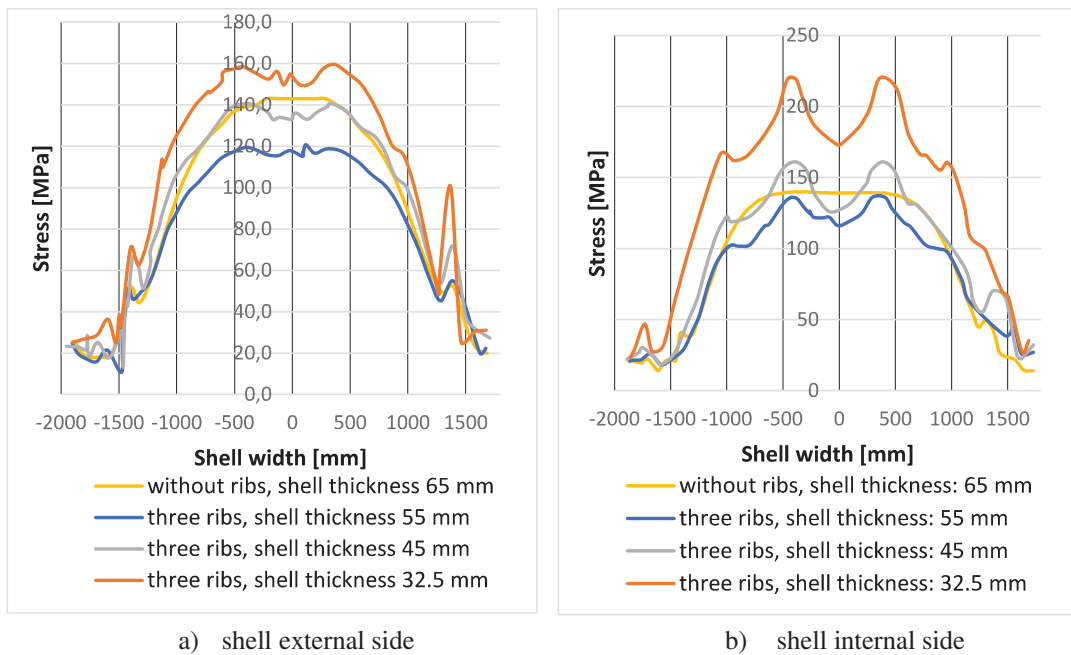 180,0
160,0
140,0
120,0
100,0
80,0
60,0
40,0
20,0
0,0
Stress [MPa]
-2000 -1500 -1000 -500 0 500 1000 1500
Shell width [mm]
without ribs, shell thickness 65 mm
three ribs, shell thickness 55 mm
three ribs, shell thickness 45 mm
three ribs, shell thickness 32.5 mm
a) shell external side
250
200
150
100
50
0
Stress [MPa]
-2000 -1500 -1000 -500 0 500 1000 1500
Shell width [mm]
without ribs, shell thickness: 65 mm
three ribs, shell thickness: 55 mm
three ribs, shell thickness: 45 mm
three ribs, shell thickness: 32.5 mm
b) shell internal side